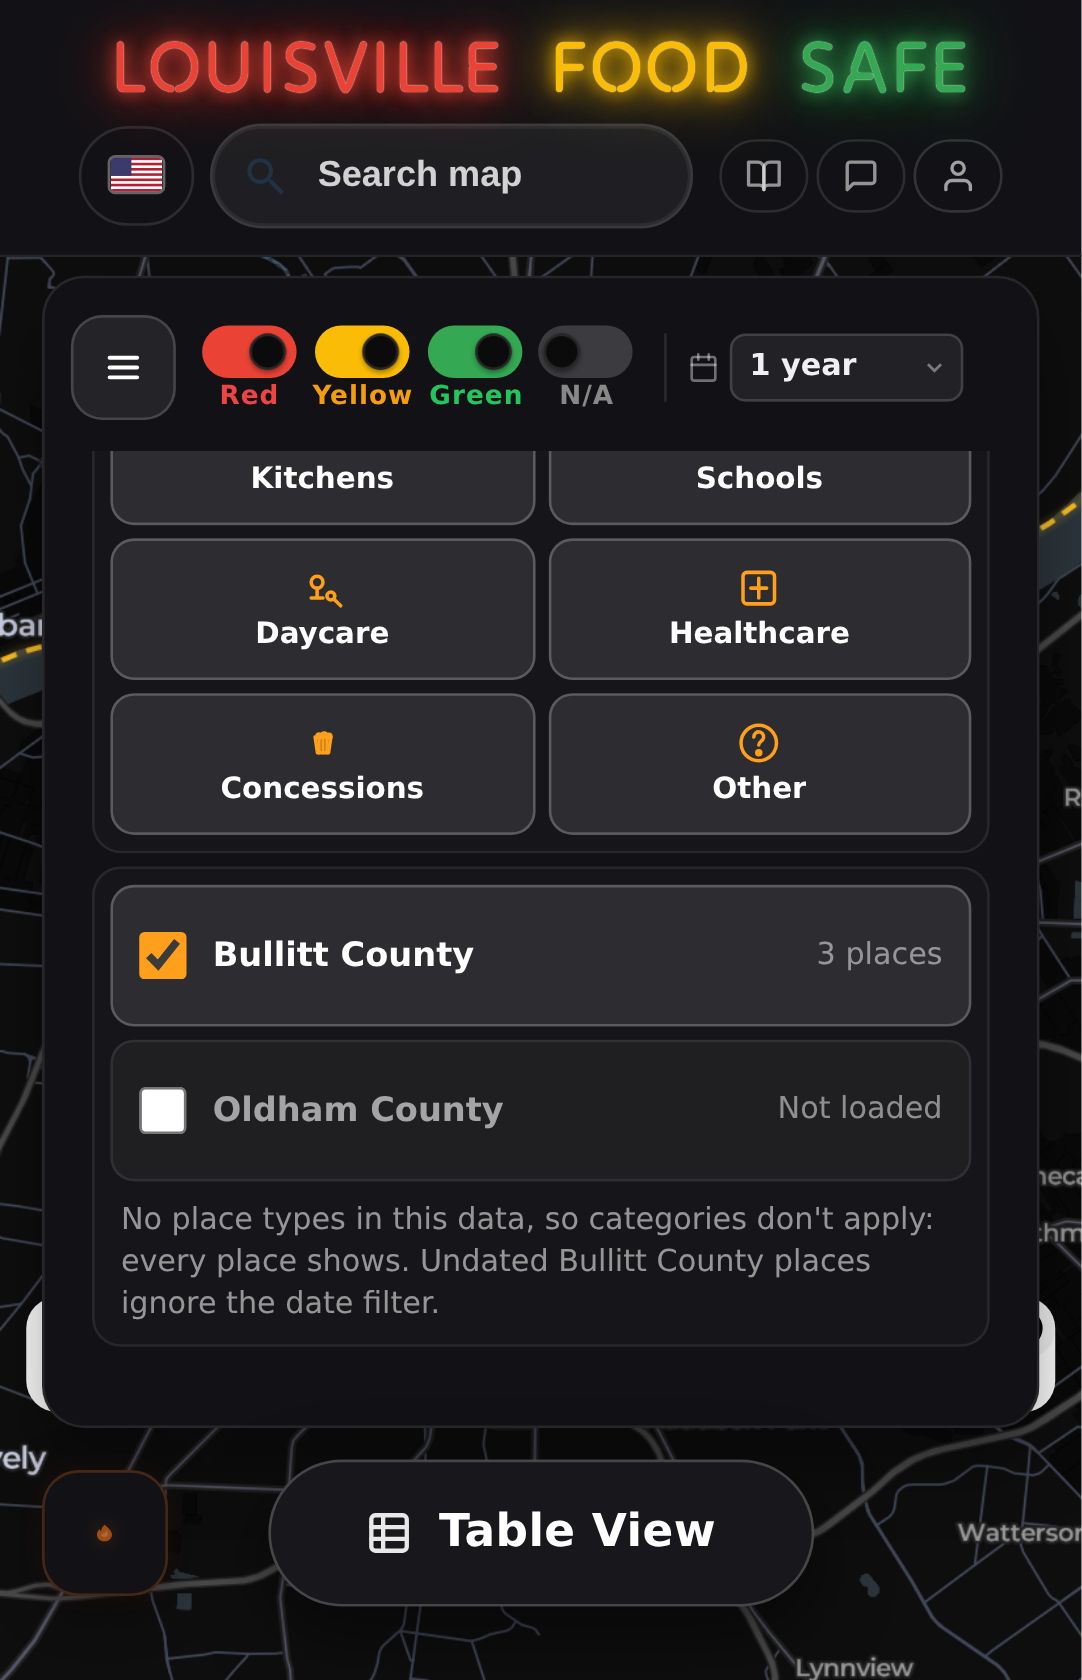 LOUISVILLE FOOD SAFE
Search map
Red Yellow Green N/A
1 year
Kitchens Schools
Daycare Healthcare
Concessions Other
Bullitt County 3 places
Oldham County Not loaded
No place types in this data, so categories don't apply:
every place shows. Undated Bullitt County places
ignore the date filter.
Table View
Lynnview